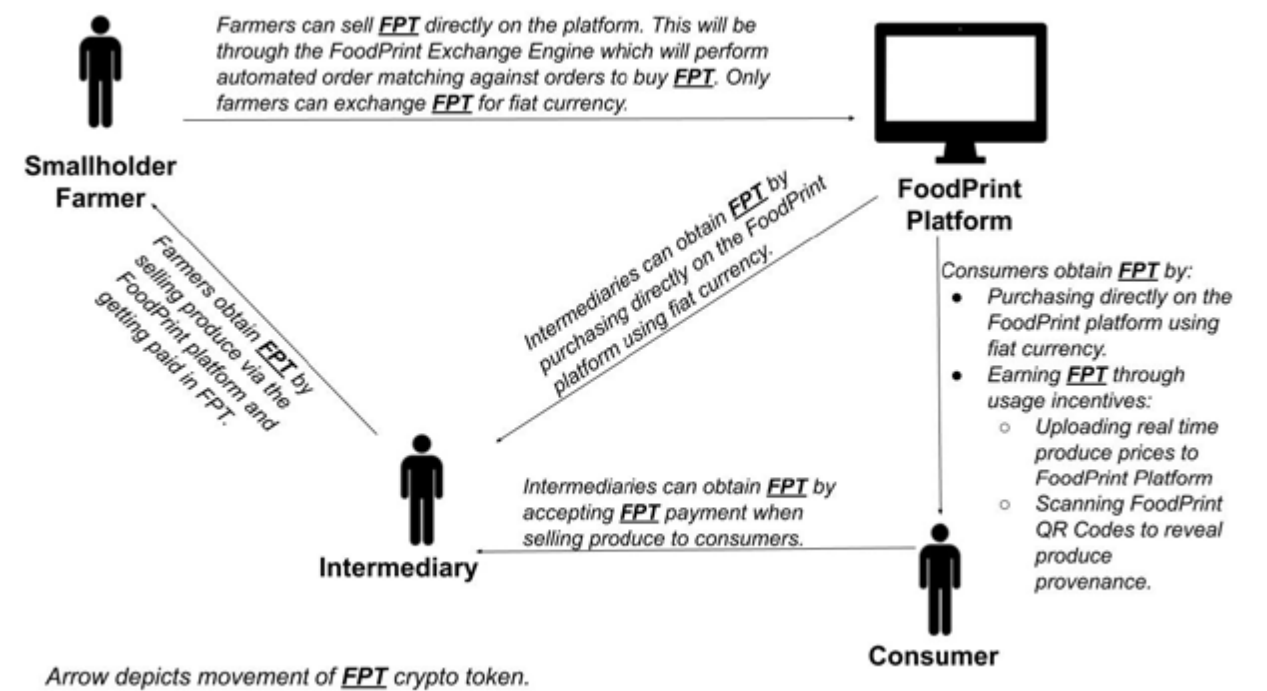 Farmers can sell FPT directly on the platform. This will be
through the FoodPrint Exchange Engine which will perform
automated order matching against orders to buy FPT. Only
farmers can exchange FPT for fiat currency.
Smallholder
Farmer
FoodPrint
Platform
Farmers obtain FPT by
selling produce via the
FoodPrint platform and
getting paid in FPT.
Intermediaries can obtain FPT by
purchasing directly on the FoodPrint
platform using fiat currency.
Consumers obtain FPT by:
● Purchasing directly on the
FoodPrint platform using
fiat currency.
● Earning FPT through
usage incentives:
○ Uploading real time
produce prices to
FoodPrint Platform
○ Scanning FoodPrint
QR Codes to reveal
produce
provenance.
Intermediaries can obtain FPT by
accepting FPT payment when
selling produce to consumers.
Intermediary
Consumer
Arrow depicts movement of FPT crypto token.